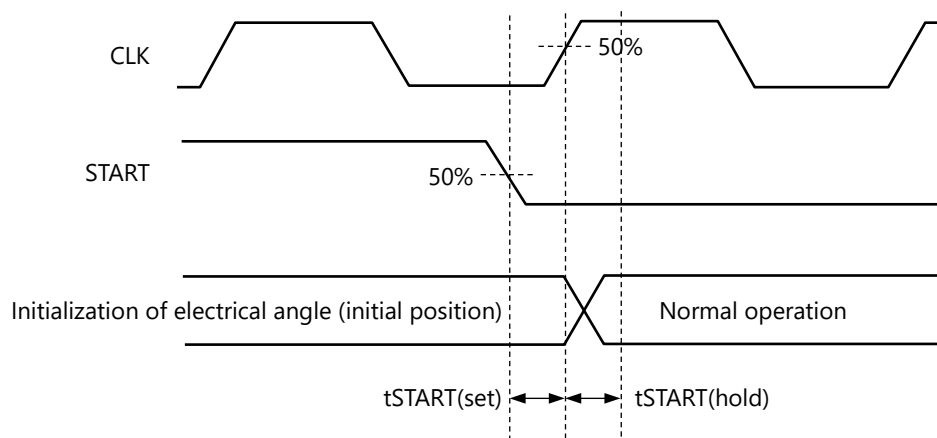 CLK
50%
START
50%
Initialization of electrical angle (initial position)
Normal operation
tSTART(set)
tSTART(hold)